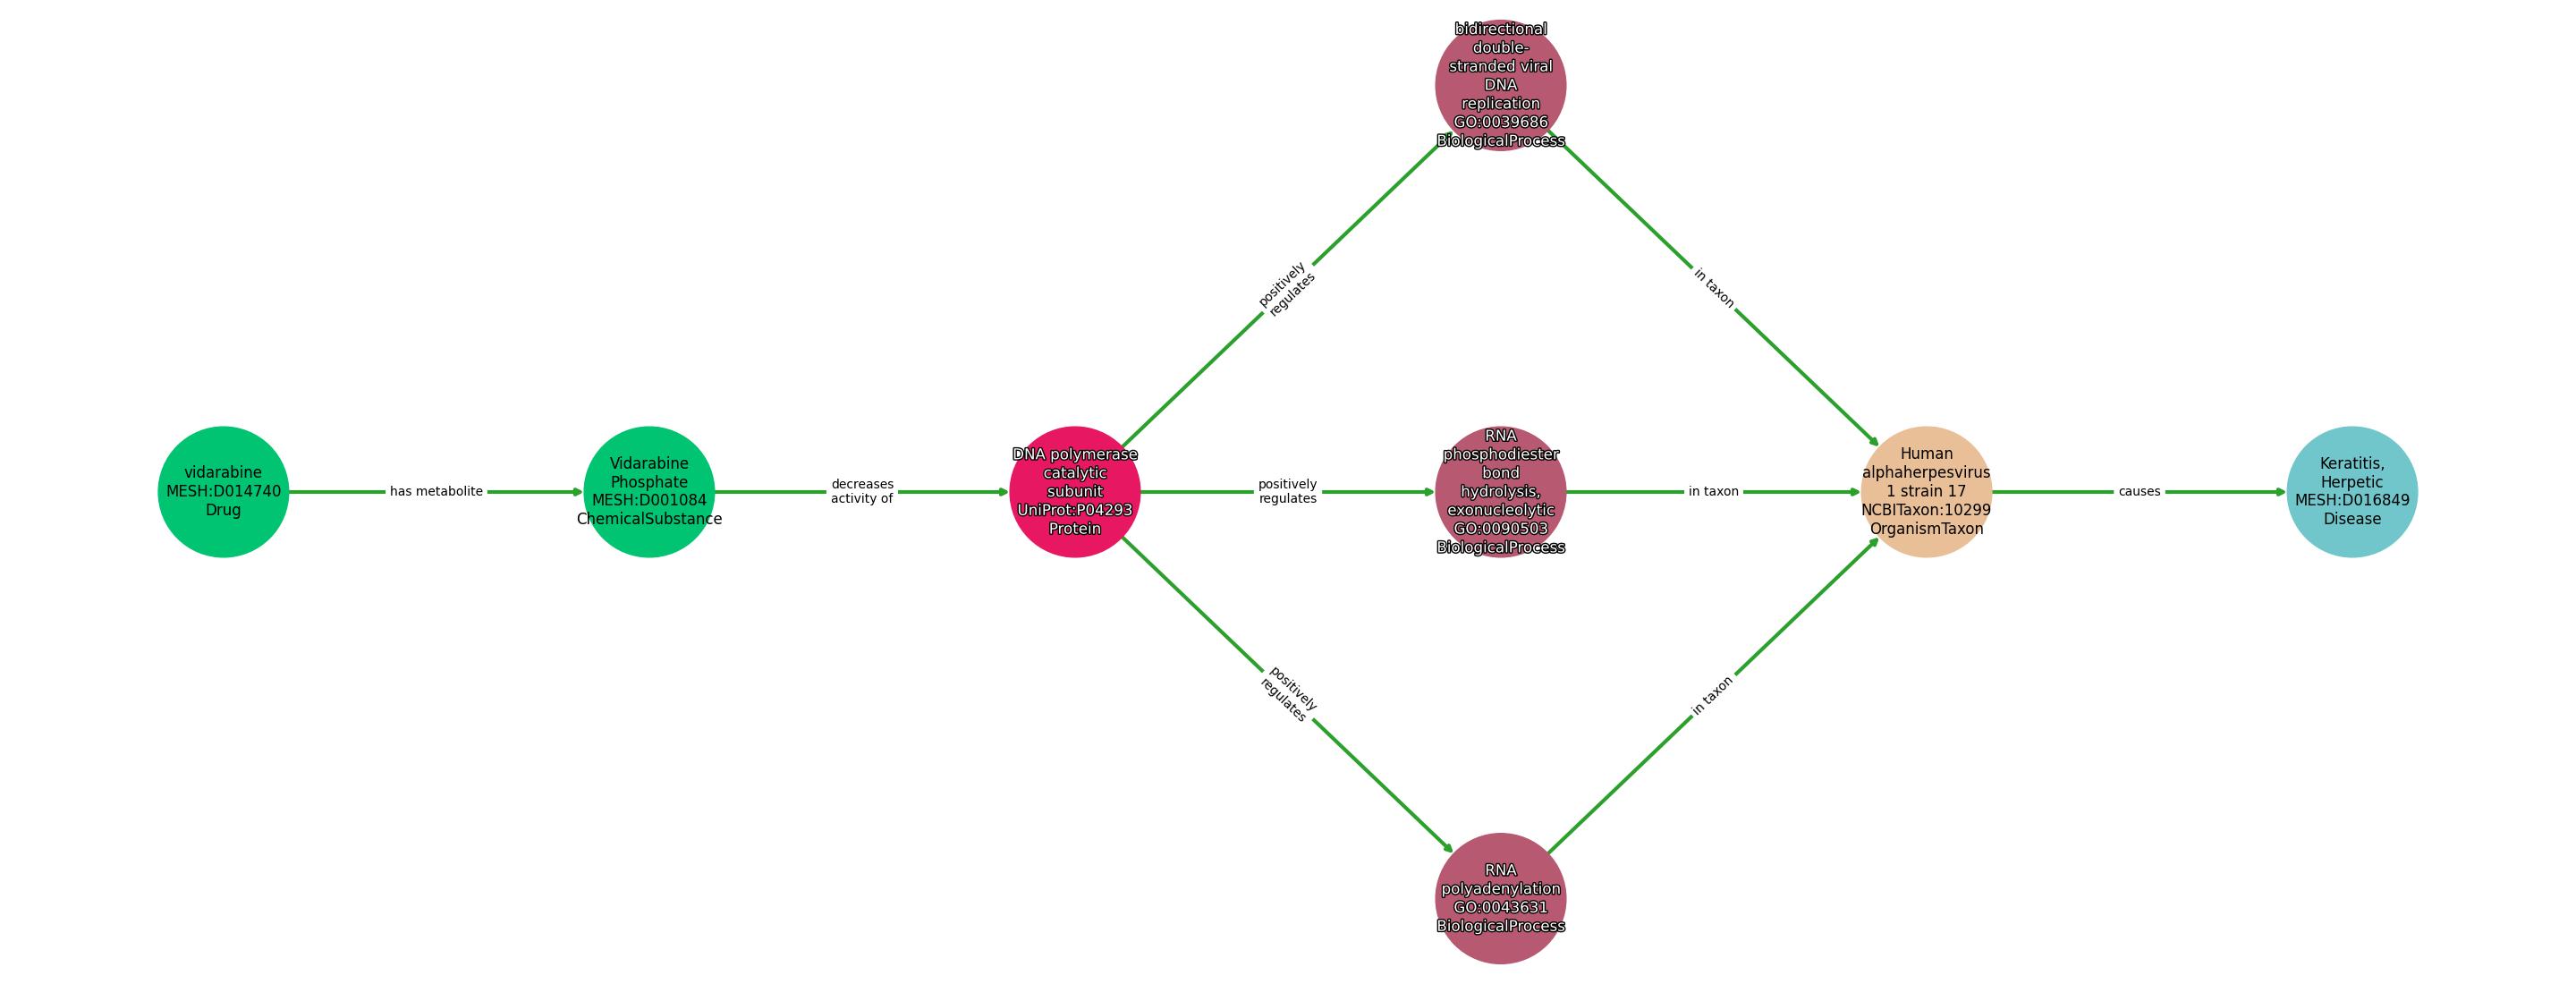 bidirectional
double-
stranded viral
DNA
replication
GO:0039686
BiologicalProcess
positively
regulates
in taxon
vidarabine
MESH:D014740
Drug
has metabolite
Vidarabine
Phosphate
MESH:D001084
ChemicalSubstance
decreases
activity of
DNA polymerase
catalytic
subunit
UniProt:P04293
Protein
positively
regulates
RNA
phosphodiester
bond
hydrolysis,
exonucleolytic
GO:0090503
BiologicalProcess
in taxon
Human
alphaherpesvirus
1 strain 17
NCBITaxon:10299
OrganismTaxon
causes
Keratitis,
Herpetic
MESH:D016849
Disease
positively
regulates
in taxon
RNA
polyadenylation
GO:0043631
BiologicalProcess